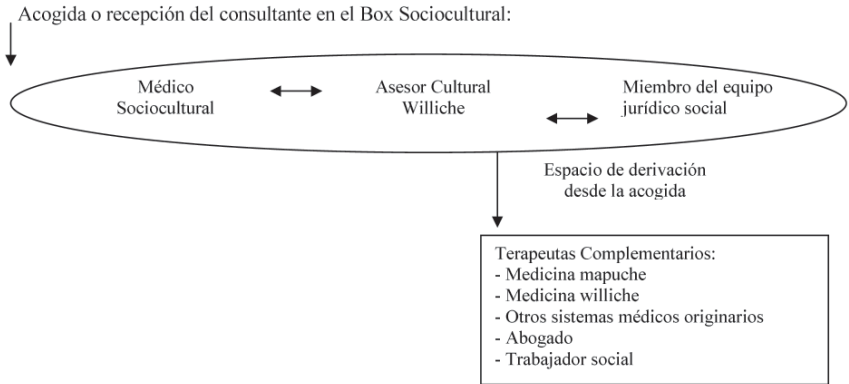 Acogida o recepción del consultante en el Box Sociocultural:
Médico
Sociocultural
Asesor Cultural
Williche
Miembro del equipo
jurídico social
Espacio de derivación
desde la acogida
Terapeutas Complementarios:
- Medicina mapuche
- Medicina williche
- Otros sistemas médicos originarios
- Abogado
- Trabajador social